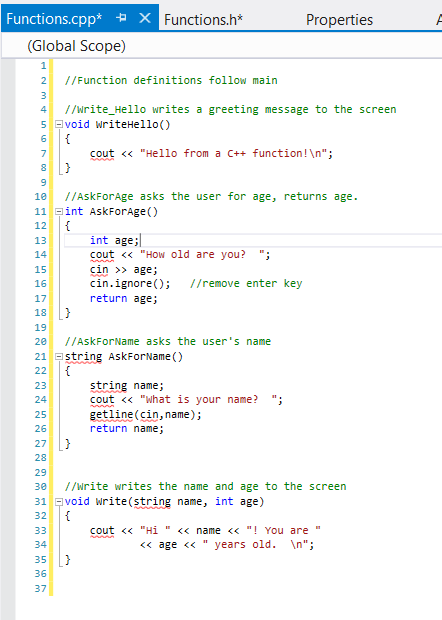 Functions.cpp* Functions.h* Properties
(Global Scope)
1
2 //Function definitions follow main
3
4 //Write_Hello writes a greeting message to the screen
5 void WriteHello()
6 {
7 cout << "Hello from a C++ function!\n";
8 }
9
10 //AskForAge asks the user for age, returns age.
11 int AskForAge()
12 {
13 int age;
14 cout << "How old are you?  ";
15 cin >> age;
16 cin.ignore();   //remove enter key
17 return age;
18 }
19
20 //AskForName asks the user's name
21 string AskForName()
22 {
23 string name;
24 cout << "What is your name?  ";
25 getline(cin,name);
26 return name;
27 }
28
29
30 //Write writes the name and age to the screen
31 void Write(string name, int age)
32 {
33 cout << "Hi " << name << "! You are "
34 << age << " years old.  \n";
35 }
36
37